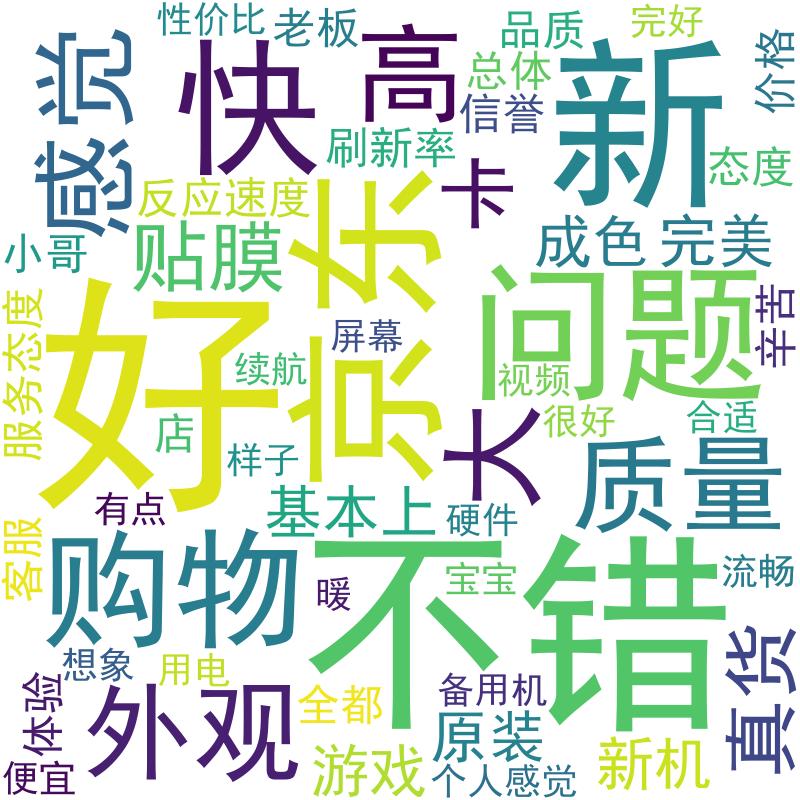 性价比
老板
品质
完好
感觉
快
高
总体
新
价格
信誉
刷新率
态度
卡
反应速度
京东
小哥
贴膜
成色
完美
好
问题
辛苦
服务态度
屏幕
续航
视频
大
很好
合适
店
样子
质量
有点
基本上
硬件
客服
购物
不错
流畅
暖
宝宝
真货
想象
用电
体验
外观
全都
备用机
原装
新机
便宜
游戏
个人感觉